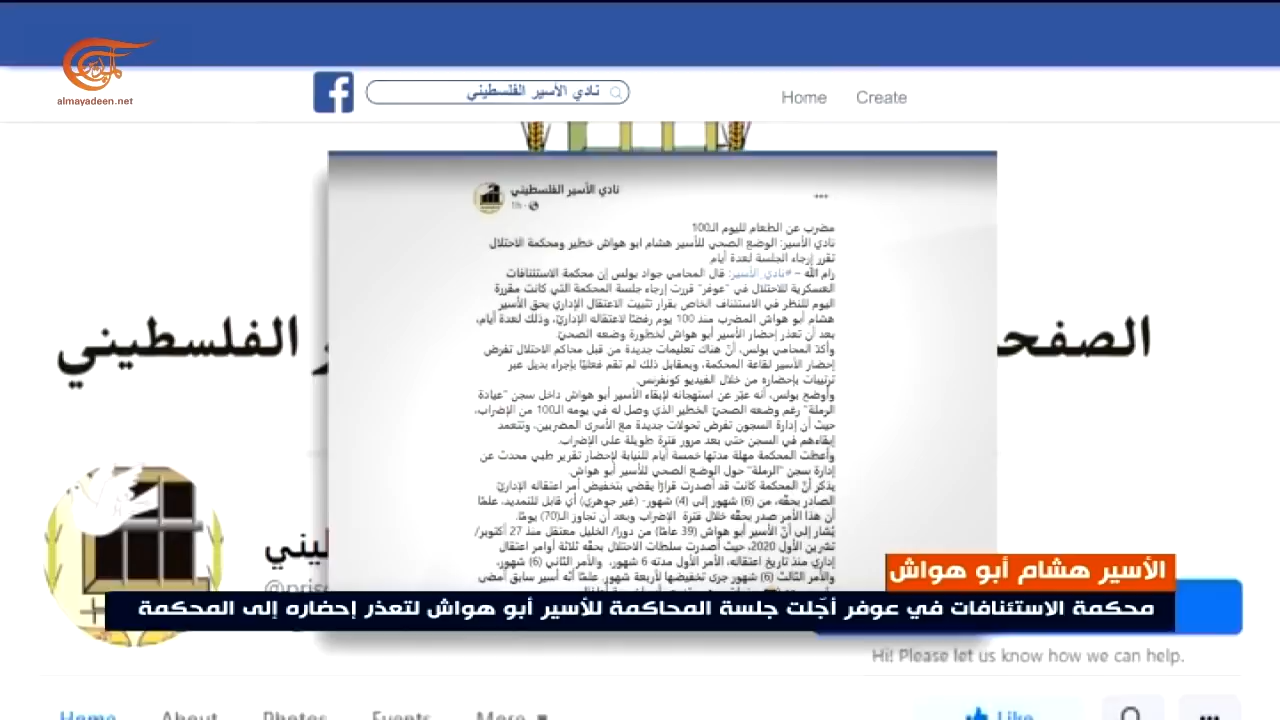 الميادين
almayadeen.net
نادي الأسير الفلسطيني
Home
Create
نادي الأسير الفلسطيني
1h
مضرب عن الطعام لليوم الـ100
نادي الأسير: الوضع الصحي للأسير هشام ابو هواش خطير ومحكمة الاحتلال
تقرر إرجاء الجلسة لعدة أيام
رام الله – #نادي_الأسير: قال المحامي جواد بولس إن محكمة الاستئنافات
العسكرية للاحتلال في "عوفر" قررت إرجاء جلسة المحكمة التي كانت مقررة
اليوم للنظر في الاستئناف الخاص بقرار تثبيت الاعتقال الإداري بحق الأسير
هشام أبو هواش المضرب منذ 100 يوم رفضًا لاعتقاله الإداريّ، وذلك لعدة أيام،
بعد أن تعذر إحضار الأسير أبو هواش لخطورة وضعه الصحيّ.
وأكدّ المحامي بولس، أنّ هناك تعليمات جديدة من قبل محاكم الاحتلال تفرض
إحضار الأسير لقاعة المحكمة، وبمقابل ذلك لم تقم فعليًا بإجراء بديل عبر
ترتيبات بإحضاره من خلال الفيديو كونفرنس.
وأوضح بولس، أنه عبّر عن استهجانه لإبقاء الأسير أبو هواش داخل سجن "عيادة
الرملة" رغم وضعه الصحيّ الخطير الذي وصل له في يومه الـ100 من الإضراب،
حيث أن إدارة السجون تفرض تحولات جديدة مع الأسرى المضربين، وتتعمد
إبقاءهم في السجن حتى بعد مرور فترة طويلة على الإضراب.
وأعطت المحكمة مهلة مدتها خمسة أيام للنيابة لإحضار تقرير طبي محدث عن
إدارة سجن "الرملة" حول الوضع الصحي للأسير أبو هواش.
يذكر أنّ المحكمة كانت قد أصدرت قرارًا يقضي بتخفيض أمر اعتقاله الإداريّ
الصادر بحقّه، من (6) شهور إلى (4) شهور- (غير جوهري) أي قابل للتمديد، علمًا
أن هذا الأمر صدر بحقّه خلال فترة الإضراب وبعد أن تجاوز الـ(70) يومًا.
يُشار إلى أنّ الأسير أبو هواش (39 عامًا) من دورا/ الخليل معتقل منذ 27 أكتوبر/
تشرين الأول 2020، حيث أصدرت سلطات الاحتلال بحقّه ثلاثة أوامر اعتقال
إداري منذ تاريخ اعتقاله، الأمر الأول مدته 6 شهور، والأمر الثاني (6) شهور،
والأمر الثالث (6) شهور جرى تخفيضها لأربعة شهور، علمًا أنّه أسير سابق أمضى
الفلسطيني
الأسير هشام أبو هواش
محكمة الاستئنافات في عوفر أجّلت جلسة المحاكمة للأسير أبو هواش لتعذر إحضاره إلى المحكمة
Hi! Please let us know how we can help.
Home
About
Photos
Events
More
Like